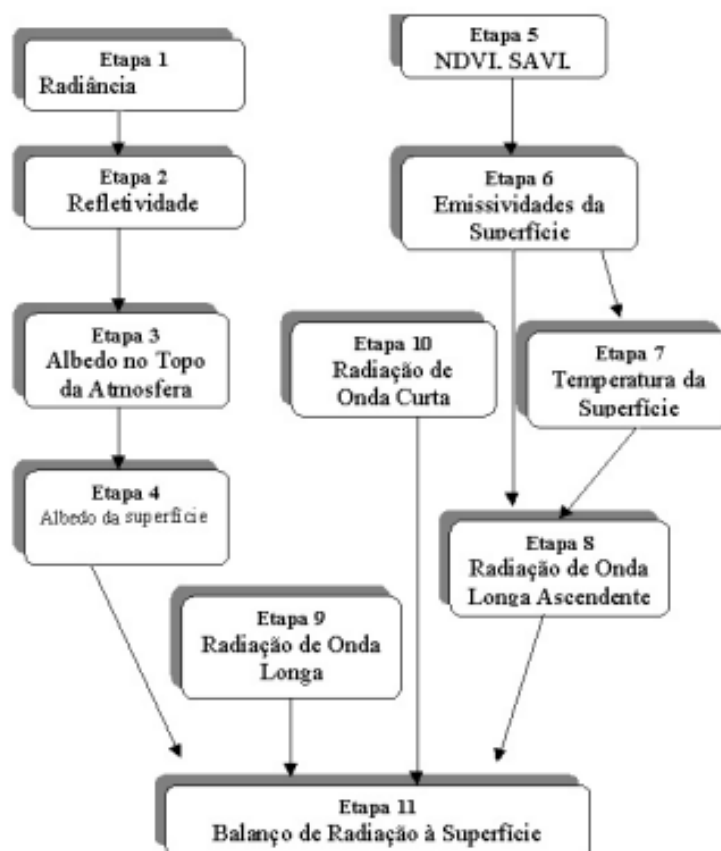 Etapa 1
Radiância
Etapa 2
Refletividade
Etapa 3
Albedo no Topo
da Atmosfera
Etapa 4
Albedo da superfície
Etapa 5
NDVI. SAVI.
Etapa 6
Emissividades da
Superfície
Etapa 7
Temperatura da
Superfície
Etapa 8
Radiação de Onda
Longa Ascendente
Etapa 9
Radiação de Onda
Longa
Etapa 10
Radiação de
Onda Curta
Etapa 11
Balanço de Radiação à Superfície